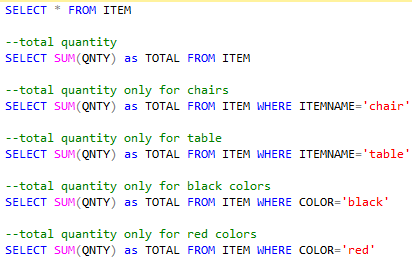 SELECT * FROM ITEM
--total quantity
SELECT SUM(QNTY) as TOTAL FROM ITEM
--total quantity only for chairs
SELECT SUM(QNTY) as TOTAL FROM ITEM WHERE ITEMNAME='chair'
--total quantity only for table
SELECT SUM(QNTY) as TOTAL FROM ITEM WHERE ITEMNAME='table'
--total quantity only for black colors
SELECT SUM(QNTY) as TOTAL FROM ITEM WHERE COLOR='black'
--total quantity only for red colors
SELECT SUM(QNTY) as TOTAL FROM ITEM WHERE COLOR='red'